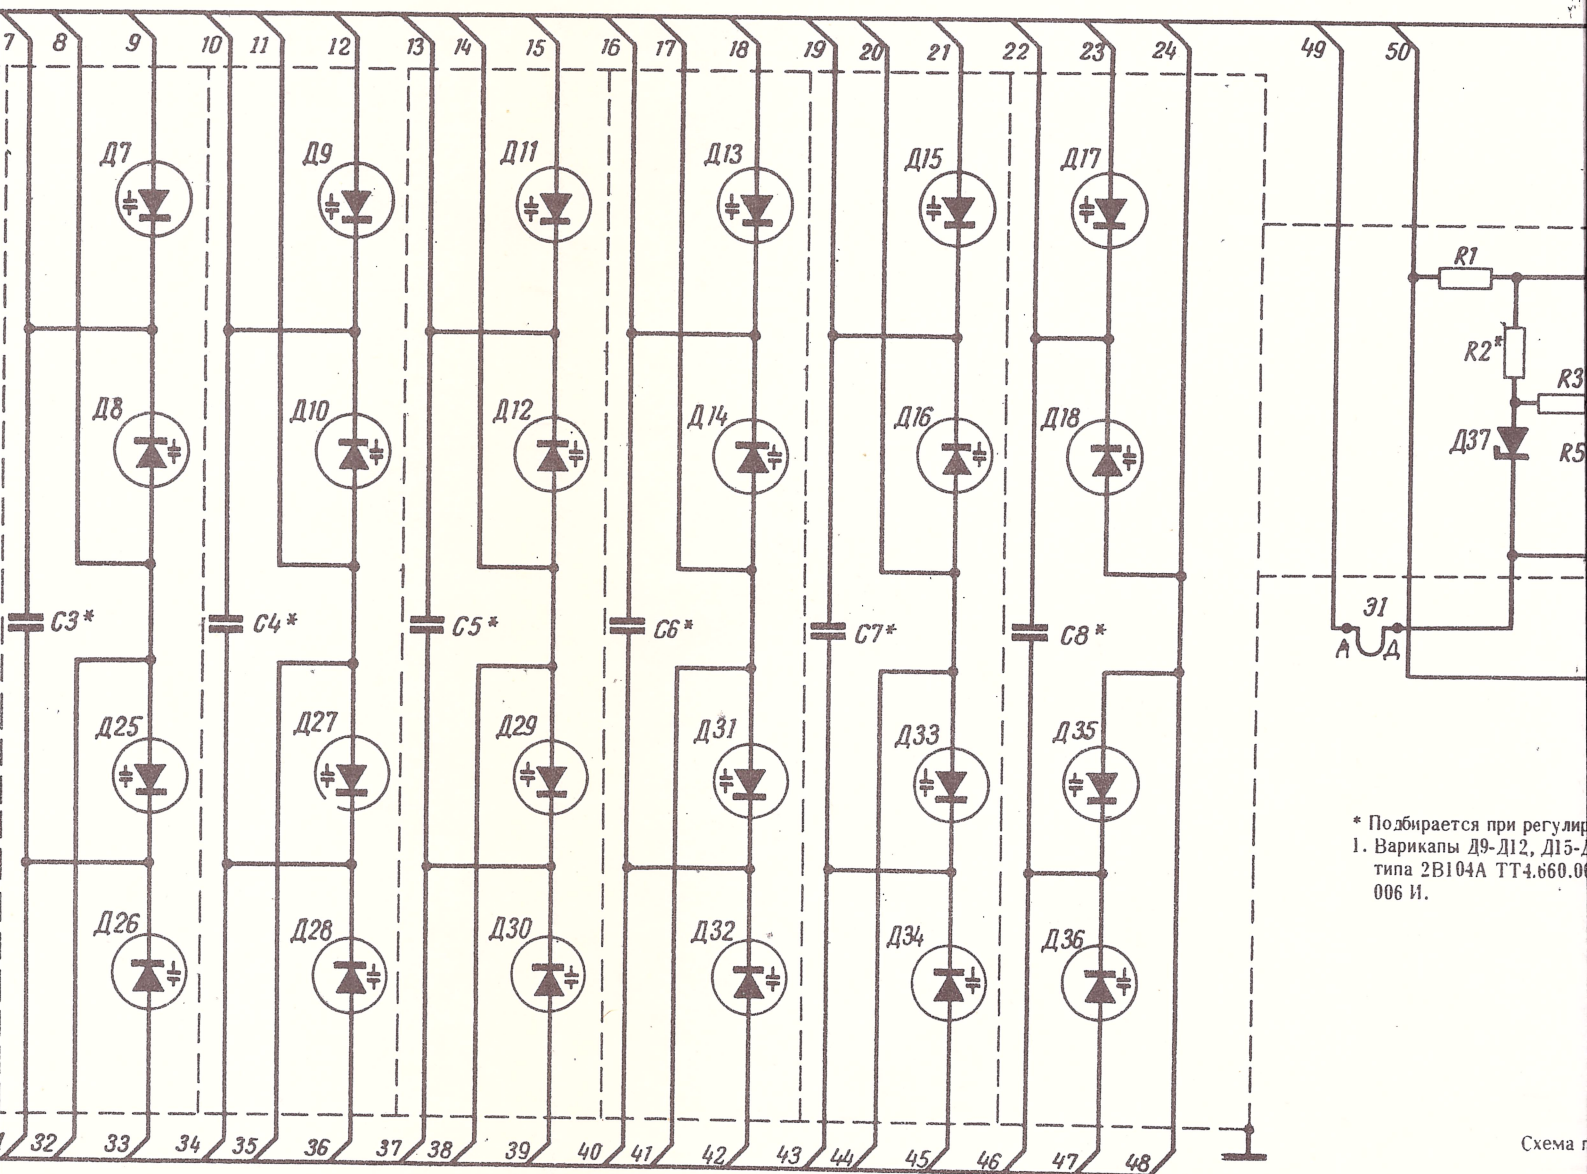 7 8 9 10 11 12 13 14 15 16 17 18 19 20 21 22 23 24 49 50
Д7 Д9 Д11 Д13 Д15 Д17
R1
R2*
R3
Д8 Д10 Д12 Д14 Д16 Д18
Д37 R5
C3* C4* C5* C6* C7* C8*
Э1
А Д
Д25 Д27 Д29 Д31 Д33 Д35
* Подбирается при регулир
1. Варикапы Д9-Д12, Д15-
типа 2В104А ТТ4.660.0
006 И.
Д26 Д28 Д30 Д32 Д34 Д36
32 33 34 35 36 37 38 39 40 41 42 43 44 45 46 47 48
Схема